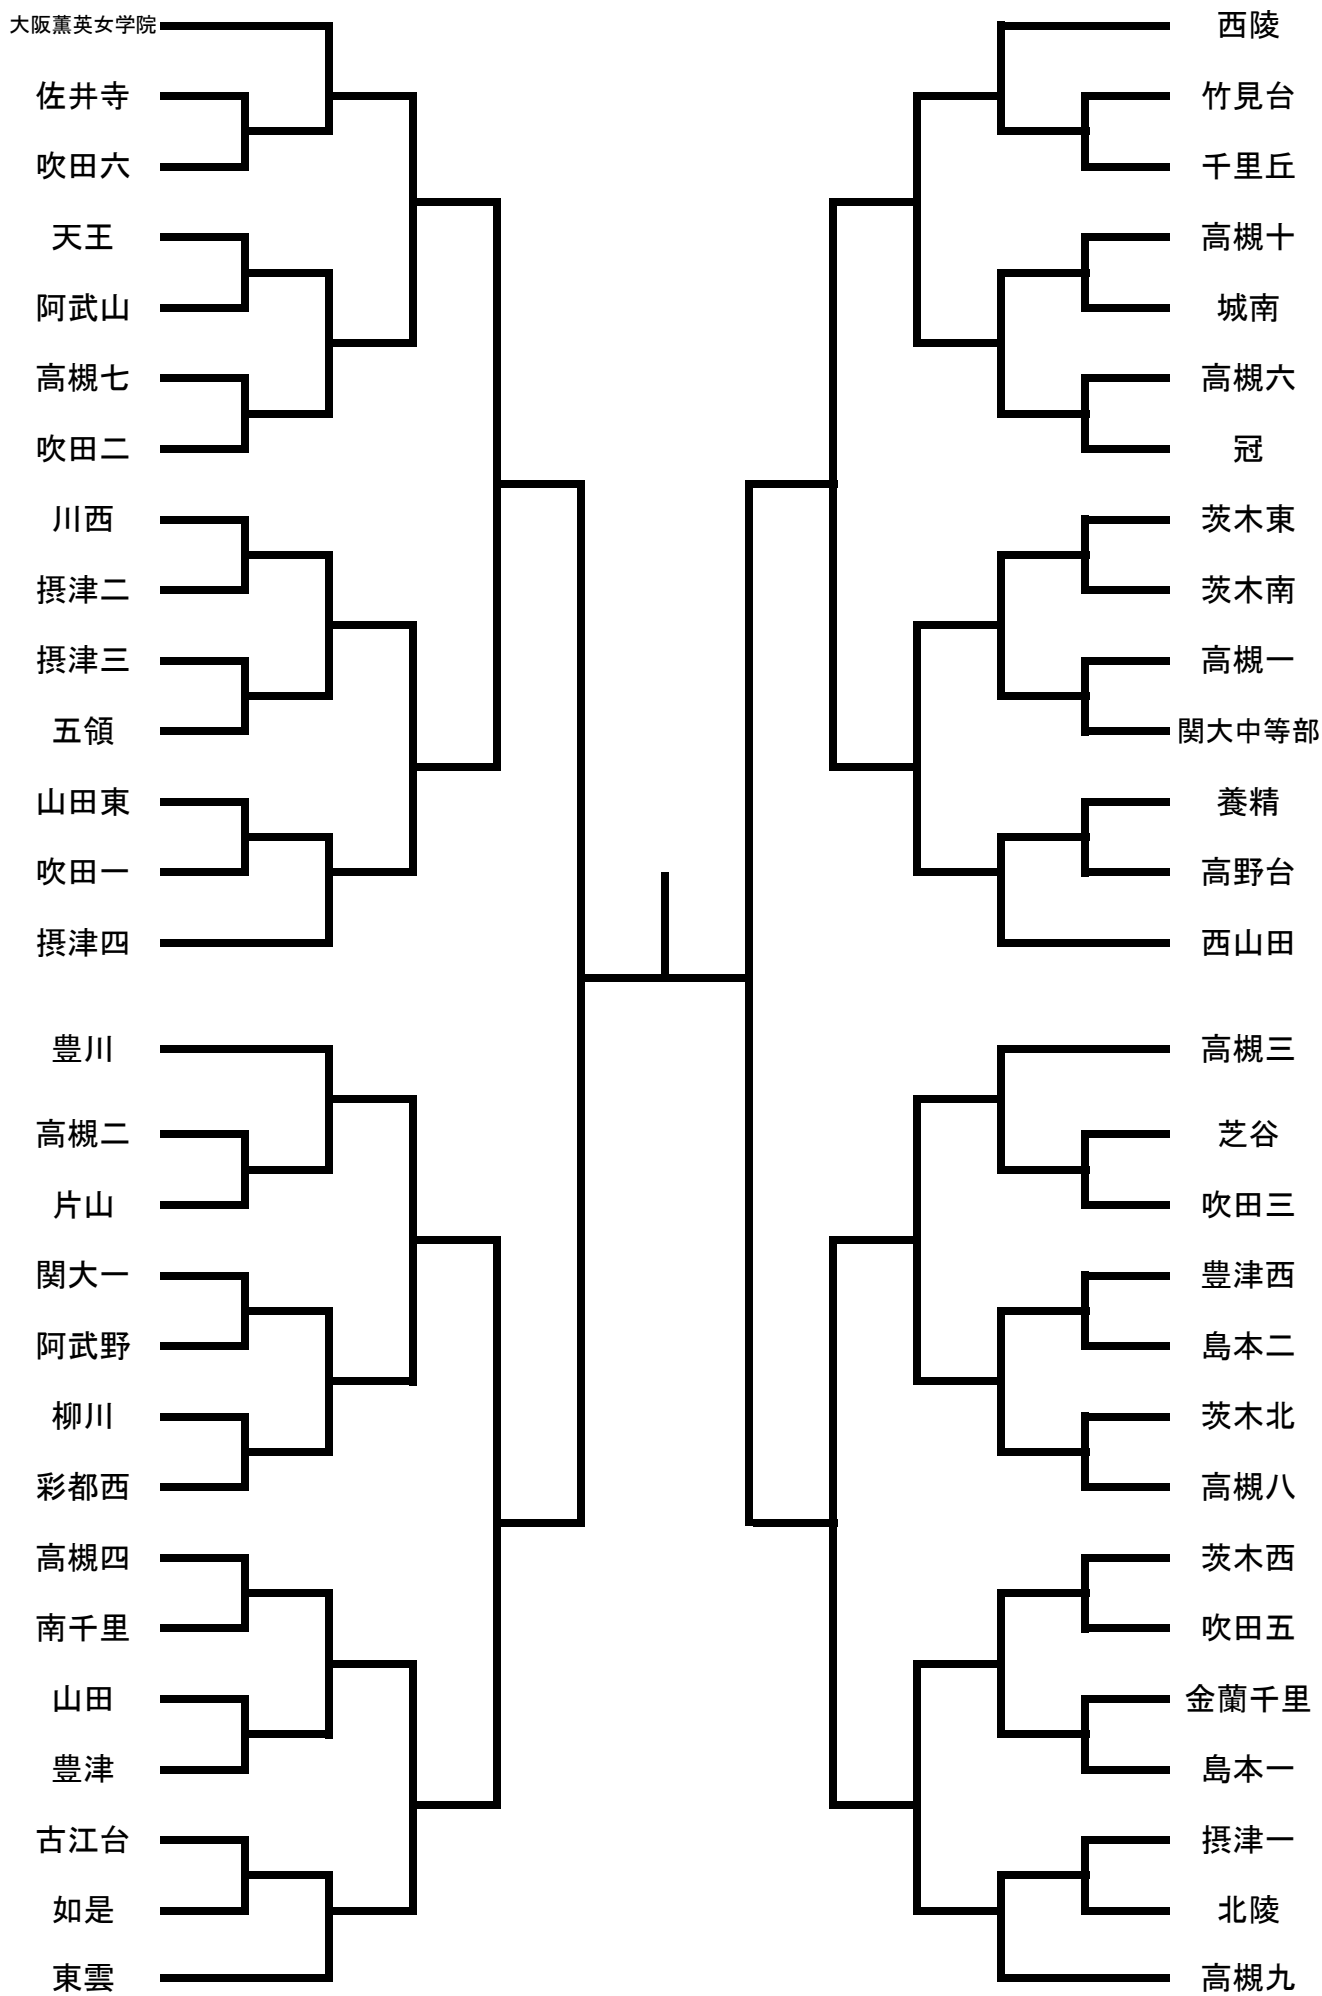 大阪薫英女学院
佐井寺
吹田六
天王
阿武山
高槻七
吹田二
川西
摂津二
摂津三
五領
山田東
吹田一
摂津四
豊川
高槻二
片山
関大一
阿武野
柳川
彩都西
高槻四
南千里
山田
豊津
古江台
如是
東雲
西陵
竹見台
千里丘
高槻十
城南
高槻六
冠
茨木東
茨木南
高槻一
関大中等部
養精
高野台
西山田
高槻三
芝谷
吹田三
豊津西
島本二
茨木北
高槻八
茨木西
吹田五
金蘭千里
島本一
摂津一
北陵
高槻九